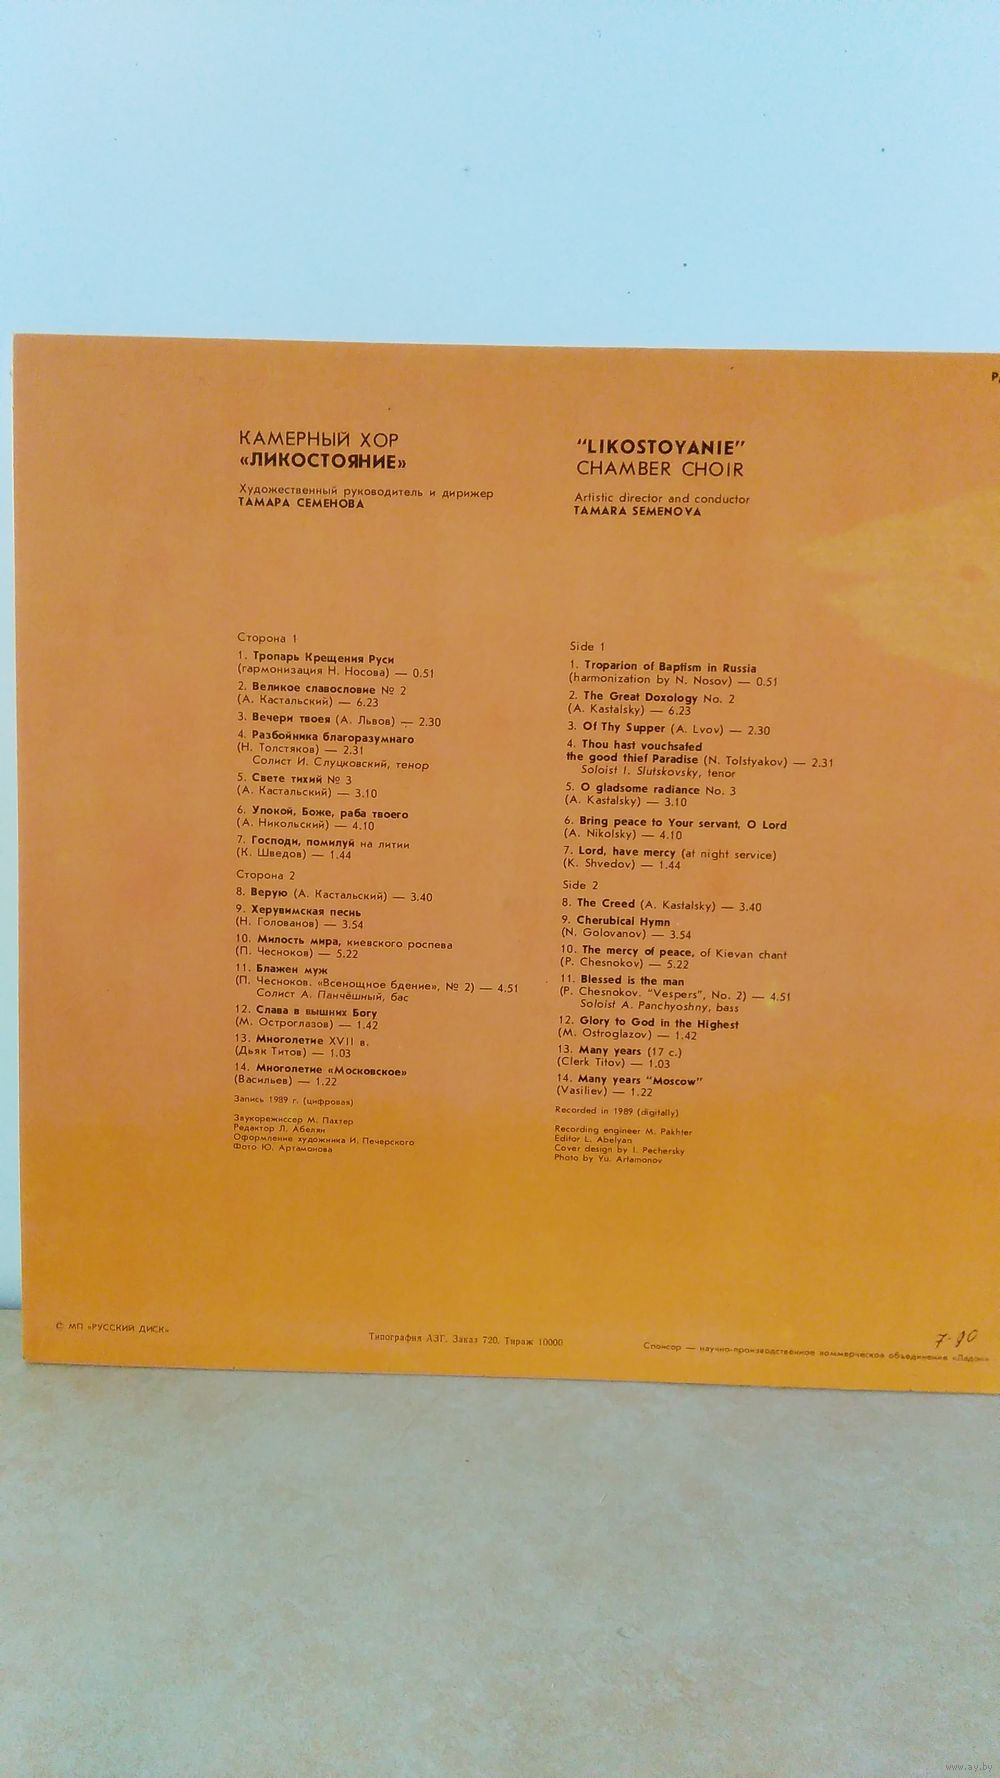 КАМЕРНЫЙ ХОР
«ЛИКОСТОЯНИЕ»
Художественный руководитель и дирижер
ТАМАРА СЕМЕНОВА
Сторона 1
1. Тропарь Крещения Руси
(гармонизация Н. Носова) — 0.51
2. Великое славословие № 2
(А. Кастальский) — 6.23
3. Вечери твоея (А. Львов) — 2.30
4. Разбойника благоразумнаго
(Н. Толстяков) — 2.31
Солист И. Слуцковский, тенор
5. Свете тихий № 3
(А. Кастальский) — 3.10
6. Упокой, Боже, раба твоего
(А. Никольский) — 4.10
7. Господи, помилуй на литии
(К. Шведов) — 1.44
Сторона 2
8. Верую (А. Кастальский) — 3.40
9. Херувимская песнь
(Н. Голованов) — 3.54
10. Милость мира, киевского роспева
(П. Чесноков) — 5.22
11. Блажен муж
(П. Чесноков. «Всенощное бдение», № 2) — 4.51
Солист А. Панчёшный, бас
12. Слава в вышних Богу
(М. Остроглазов) — 1.42
13. Многолетие XVII в.
(Дьяк Титов) — 1.03
14. Многолетие «Московское»
(Васильев) — 1.22
Запись 1989 г. (цифровая)
Звукорежиссер М. Пахтер
Редактор Л. Абелян
Оформление художника И. Печерского
Фото Ю. Артамонова
"LIKOSTOYANIE"
CHAMBER CHOIR
Artistic director and conductor
TAMARA SEMENOVA
Side 1
1. Troparion of Baptism in Russia
(harmonization by N. Nosov) — 0.51
2. The Great Doxology No. 2
(A. Kastalsky) — 6.23
3. Of Thy Supper (A. Lvov) — 2.30
4. Thou hast vouchsafed
the good thief Paradise (N. Tolstyakov) — 2.31
Soloist I. Slutskovsky, tenor
5. O gladsome radiance No. 3
(A. Kastalsky) — 3.10
6. Bring peace to Your servant, O Lord
(A. Nikolsky) — 4.10
7. Lord, have mercy (at night service)
(K. Shvedov) — 1.44
Side 2
8. The Creed (A. Kastalsky) — 3.40
9. Cherubical Hymn
(N. Golovanov) — 3.54
10. The mercy of peace, of Kievan chant
(P. Chesnokov) — 5.22
11. Blessed is the man
(P. Chesnokov. "Vespers", No. 2) — 4.51
Soloist A. Panchyoshny, bass
12. Glory to God in the Highest
(M. Ostroglazov) — 1.42
13. Many years (17 c.)
(Clerk Titov) — 1.03
14. Many years "Moscow"
(Vasiliev) — 1.22
Recorded in 1989 (digitally)
Recording engineer M. Pakhter
Editor L. Abelyan
Cover design by I. Pechersky
Photo by Yu. Artamonov
© МП «РУССКИЙ ДИСК»
Типография АЗГ. Заказ 720. Тираж 10000
Спонсор — научно-производственное коммерческое объединение
www.ay.by